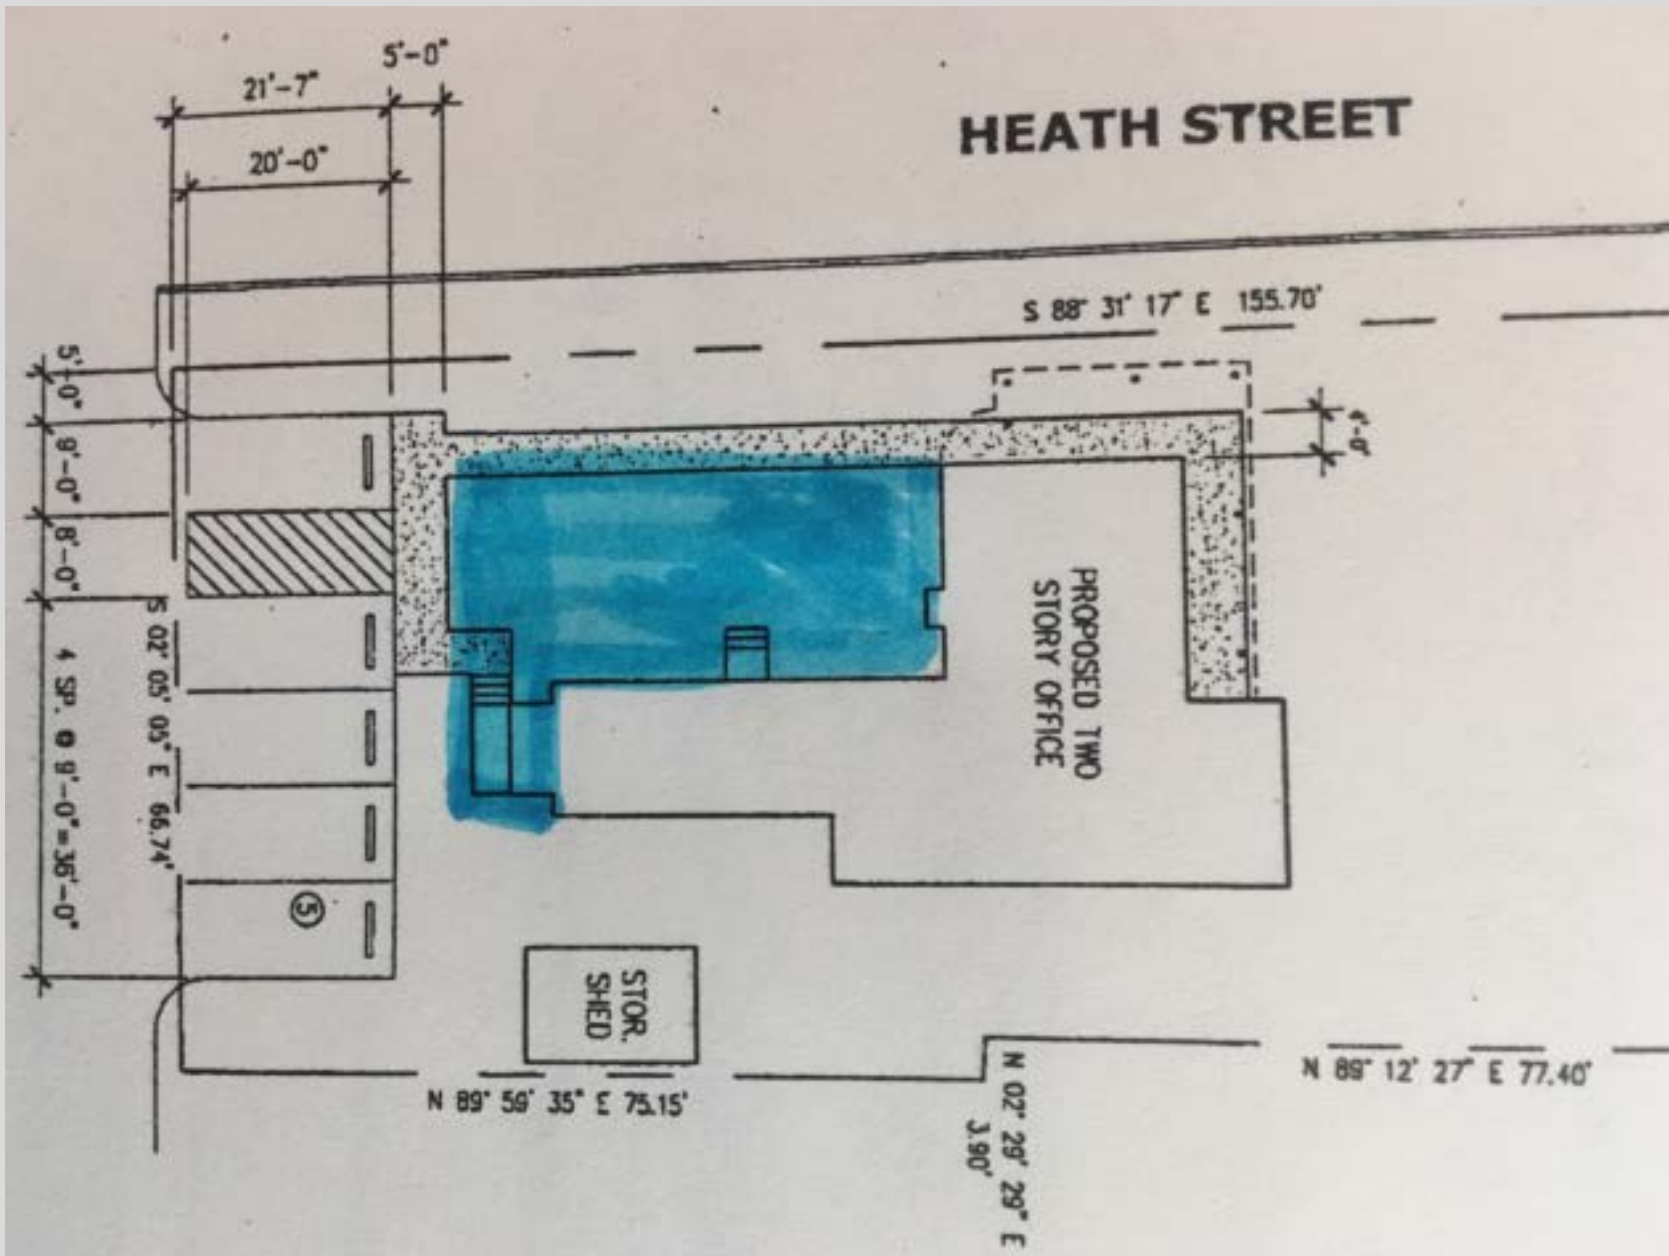 5'-0"
21'-7"
20'-0"
HEATH STREET
S 88° 31' 17" E 155.70'
5'-0"
9'-0"
8'-0"
4 SP. @ 9'-0"=36'-0"
S 02° 05' 05" E 66.74'
4'-0"
PROPOSED TWO
STORY OFFICE
5
STOR.
SHED
N 89° 59' 35" E 75.15'
N 02° 29' 29" E
3.90'
N 89° 12' 27" E 77.40'